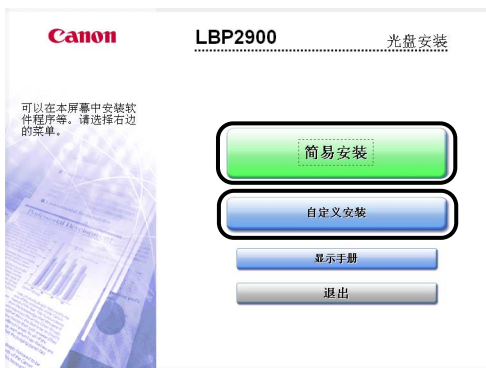 Canon
LBP2900
光盘安装
可以在本屏幕中安装软
件程序等。请选择右边
的菜单。
简易安装
自定义安装
显示手册
退出